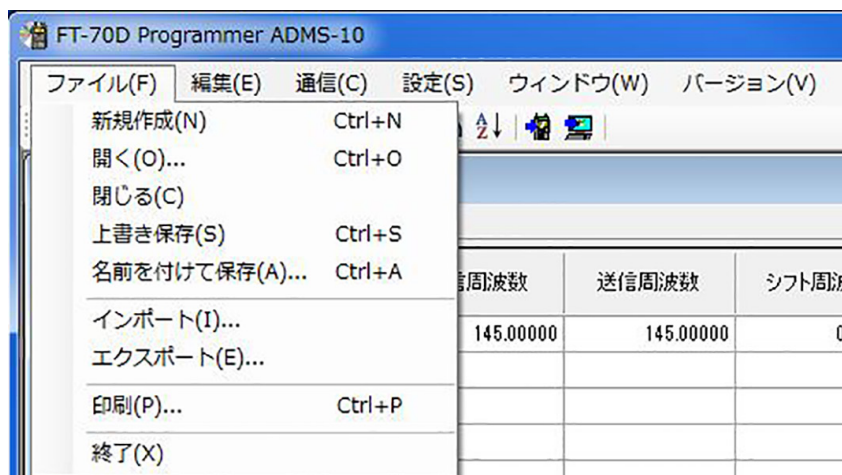 FT-70D Programmer ADMS-10
ファイル(F) 編集(E) 通信(C) 設定(S) ウィンドウ(W) バージョン(V)
新規作成(N) Ctrl+N
開く(O)... Ctrl+O
閉じる(C)
上書き保存(S) Ctrl+S
名前を付けて保存(A)... Ctrl+A
インポート(I)...
エクスポート(E)...
印刷(P)... Ctrl+P
終了(X)
信周波数 送信周波数 シフト周波
145.00000 145.00000 0